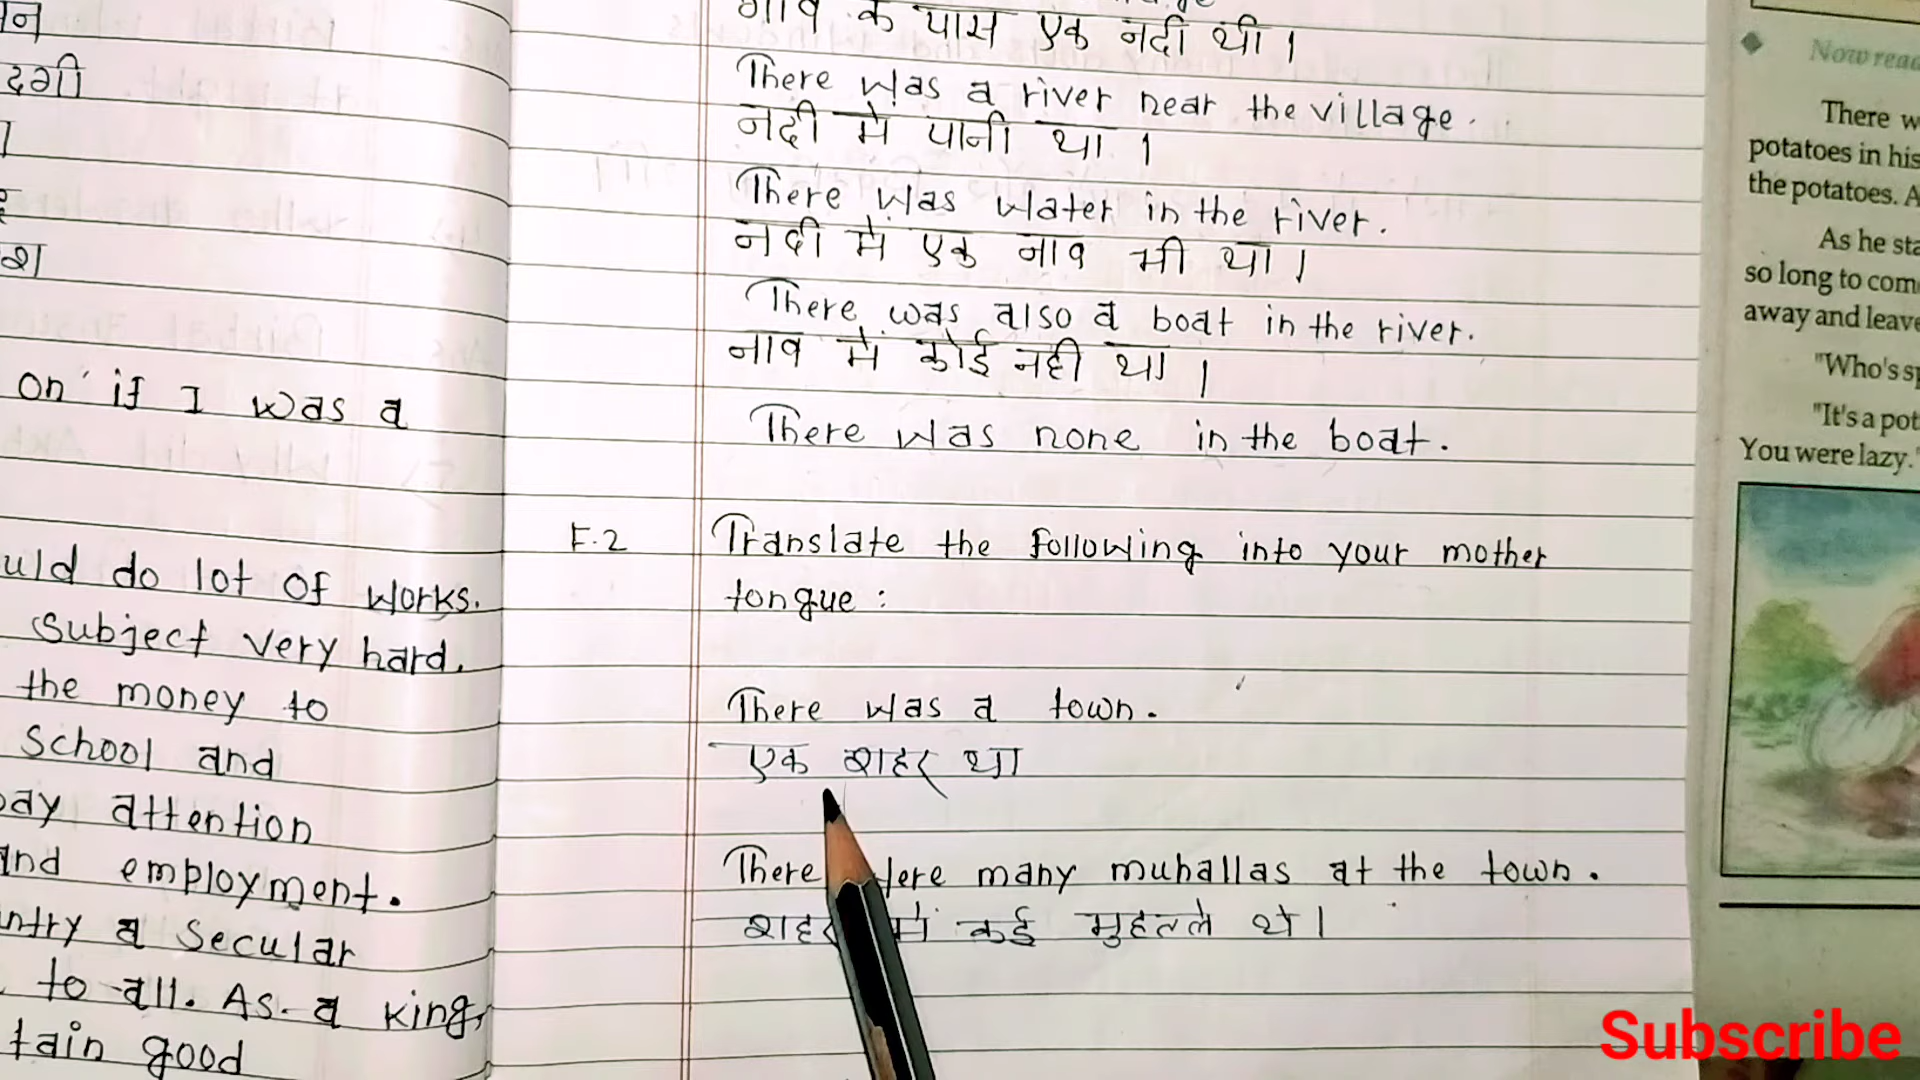 न
दगी
श
on if I was a
uld do lot of works.
subject very hard.
the money to
School and
pay attention
and employment.
ntry a secular
to all. As. a king,
tain good
गाँव के पास एक नदी थी।
There was a river near the village.
नदी में पानी था।
There was water in the river.
नदी में एक नाव भी था।
There was also a boat in the river.
नाव में कोई नही था।
There was none in the boat.
F.2 Translate the following into your mother
tongue:
There was a town.
एक शहर था
There were many muhallas at the town.
शहर में कई मुहल्ले थे।
Now read
There w
potatoes in his
the potatoes. A
As he sta
so long to com
away and leave
"Who's sp
"It's a pot
You were lazy."
Subscribe